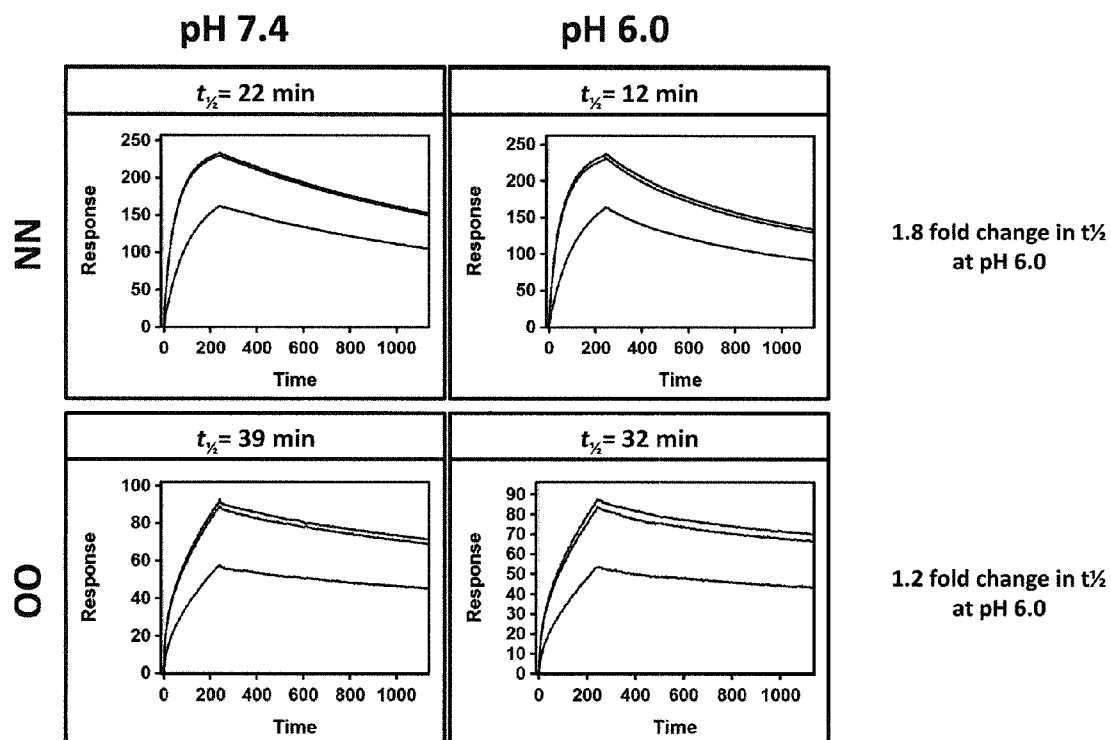 pH 7.4
pH 6.0
NN
t½= 22 min
t½= 12 min
Response
250
200
150
100
50
0
0 200 400 600 800 1000
Time
Response
250
200
150
100
50
0
0 200 400 600 800 1000
Time
1.8 fold change in t½
at pH 6.0
OO
t½= 39 min
t½= 32 min
Response
100
80
60
40
20
0
0 200 400 600 800 1000
Time
Response
90
80
70
60
50
40
30
20
10
0
0 200 400 600 800 1000
Time
1.2 fold change in t½
at pH 6.0